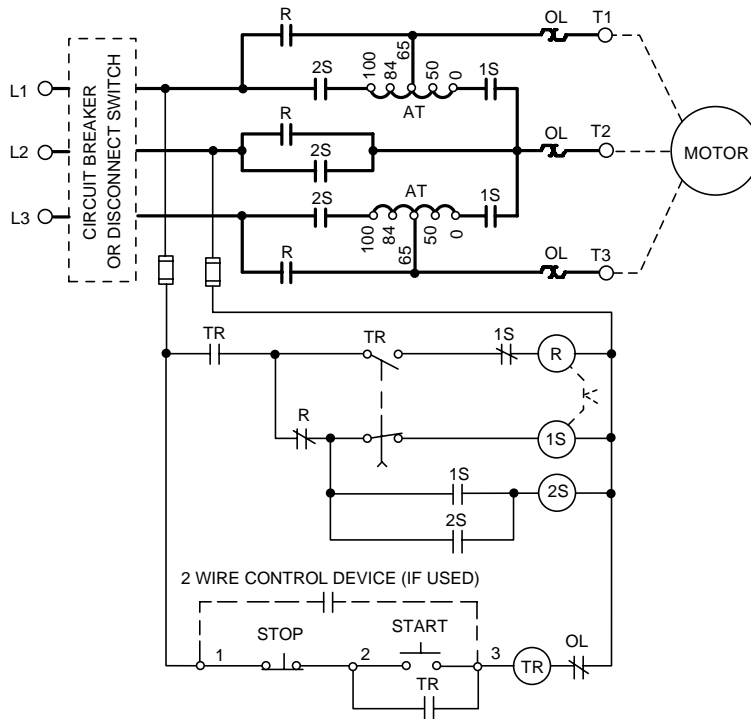 R
OL
T1
2S
100
84
65
50
0
1S
AT
L1
R
OL
T2
MOTOR
L2
2S
CIRCUIT BREAKER
OR DISCONNECT SWITCH
AT
2S
1S
L3
100
84
65
50
0
R
OL
T3
TR
TR
1S
R
R
1S
1S
2S
2S
2 WIRE CONTROL DEVICE (IF USED)
STOP
START
1
2
3
TR
OL
TR